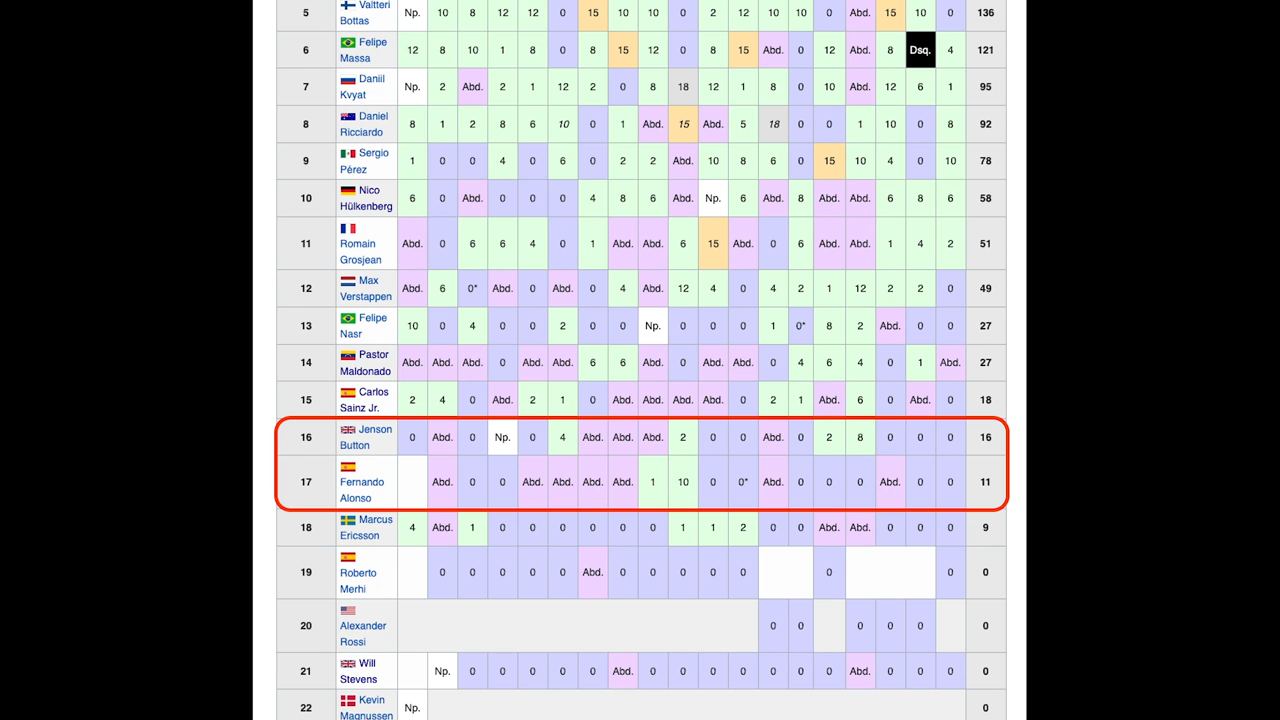 5 Valtteri Bottas Np. 10 8 12 12 0 15 10 10 0 2 12 10 10 0 Abd. 15 10 0 136
6 Felipe Massa 12 8 10 1 8 0 8 15 12 0 8 15 Abd. 0 12 Abd. 8 Dsq. 4 121
7 Daniil Kvyat Np. 2 Abd. 2 1 12 2 0 8 18 12 1 8 0 10 Abd. 12 6 1 95
8 Daniel Ricciardo 8 1 2 8 6 10 0 1 Abd. 15 Abd. 5 0 1 10 0 8 92
9 Sergio Pérez 1 0 0 4 0 6 0 2 2 Abd. 10 8 0 15 10 4 0 10 78
10 Nico Hülkenberg 6 0 Abd. 0 0 0 4 8 6 Abd. Np. 6 Abd. 8 Abd. Abd. 6 8 6 58
11 Romain Grosjean Abd. 0 6 6 4 0 1 Abd. Abd. 6 15 Abd. 0 6 Abd. Abd. 1 4 2 51
12 Max Verstappen Abd. 6 0* Abd. 0 Abd. 0 4 Abd. 12 4 0 4 2 1 12 2 2 0 49
13 Felipe Nasr 10 0 4 0 0 2 0 0 Np. 0 0 0 1 0* 8 2 Abd. 0 0 27
14 Pastor Maldonado Abd. Abd. Abd. 0 Abd. Abd. 6 6 Abd. 0 Abd. Abd. 0 4 6 4 0 1 Abd. 27
15 Carlos Sainz Jr. 2 4 0 Abd. 2 1 0 Abd. Abd. Abd. Abd. 0 2 1 Abd. 6 0 Abd. 0 18
16 Jenson Button 0 Abd. 0 Np. 0 4 Abd. Abd. Abd. 2 0 0 Abd. 0 2 8 0 0 0 16
17 Fernando Alonso Abd. 0 0 Abd. Abd. Abd. Abd. 1 10 0 0* Abd. 0 0 0 Abd. 0 0 11
18 Marcus Ericsson 4 Abd. 1 0 0 0 0 0 0 1 1 2 0 0 Abd. Abd. 0 0 0 9
19 Roberto Merhi 0 0 0 0 0 Abd. 0 0 0 0 0 0 0 0
20 Alexander Rossi 0 0 0 0 0 0
21 Will Stevens Np. 0 0 0 0 0 Abd. 0 0 0 0 0 0 0 Abd. 0 0 0 0
22 Kevin Magnussen Np. 0